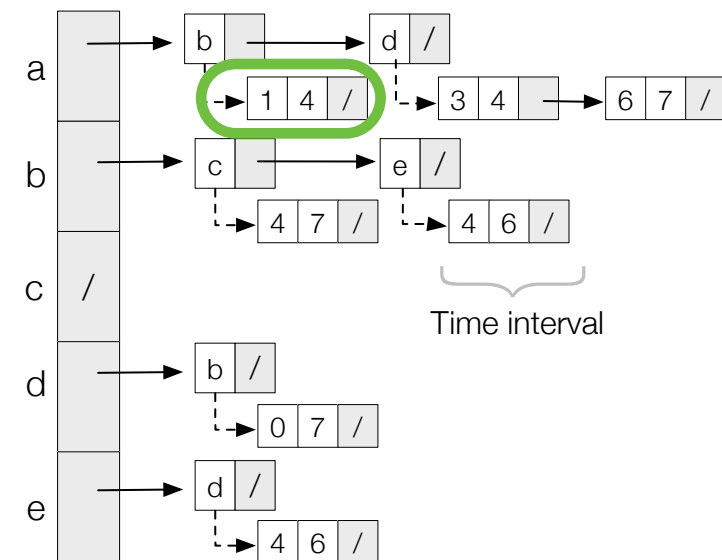 a b d /
1 4 / 3 4 6 7 /
b c e /
4 7 / 4 6 /
c /
Time interval
d b /
0 7 /
e d /
4 6 /